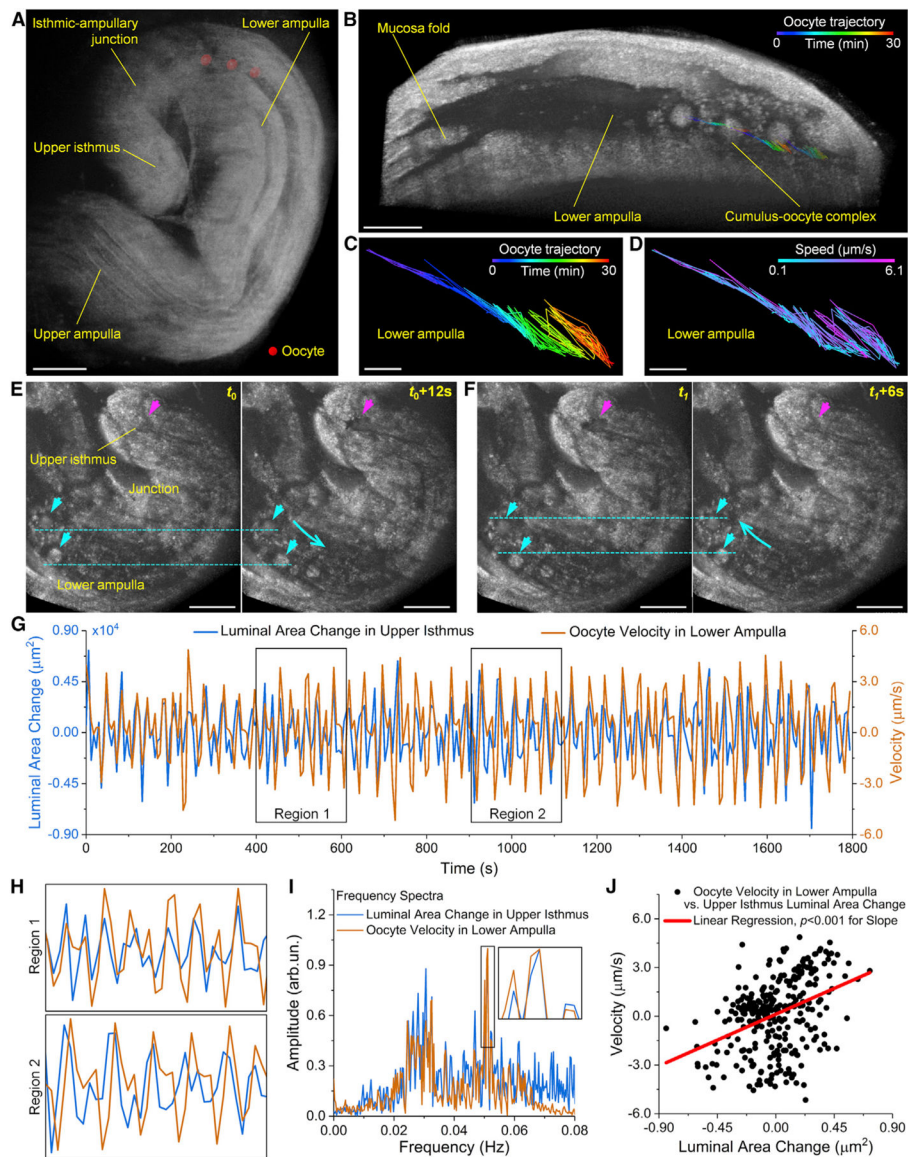 A
Isthmic-ampullary
junction
Lower ampulla
Upper isthmus
Upper ampulla
Oocyte
B
Mucosa fold
Oocyte trajectory
0 Time (min) 30
Lower ampulla
Cumulus-oocyte complex
C
Oocyte trajectory
0 Time (min) 30
Lower ampulla
D
Speed (μm/s)
0.1 6.1
Lower ampulla
E
t0
t0+12s
Upper isthmus
Junction
Lower ampulla
F
t1
t1+6s
G
x10⁴
Luminal Area Change in Upper Isthmus
Oocyte Velocity in Lower Ampulla
Luminal Area Change (μm²)
0.90
0.45
0.00
-0.45
-0.90
6.0
3.0
0.0
-3.0
-6.0
Velocity (μm/s)
Region 1
Region 2
0 200 400 600 800 1000 1200 1400 1600 1800
Time (s)
H
Region 1
Region 2
I
Frequency Spectra
Luminal Area Change in Upper Isthmus
Oocyte Velocity in Lower Ampulla
Amplitude (arb.un.)
1.2
0.9
0.6
0.3
0.0
0.00 0.02 0.04 0.06 0.08
Frequency (Hz)
J
Oocyte Velocity in Lower Ampulla
vs. Upper Isthmus Luminal Area Change
Linear Regression, p<0.001 for Slope
Velocity (μm/s)
6.0
3.0
0.0
-3.0
-6.0
-0.90 -0.45 0.00 0.45 0.90
Luminal Area Change (μm²)